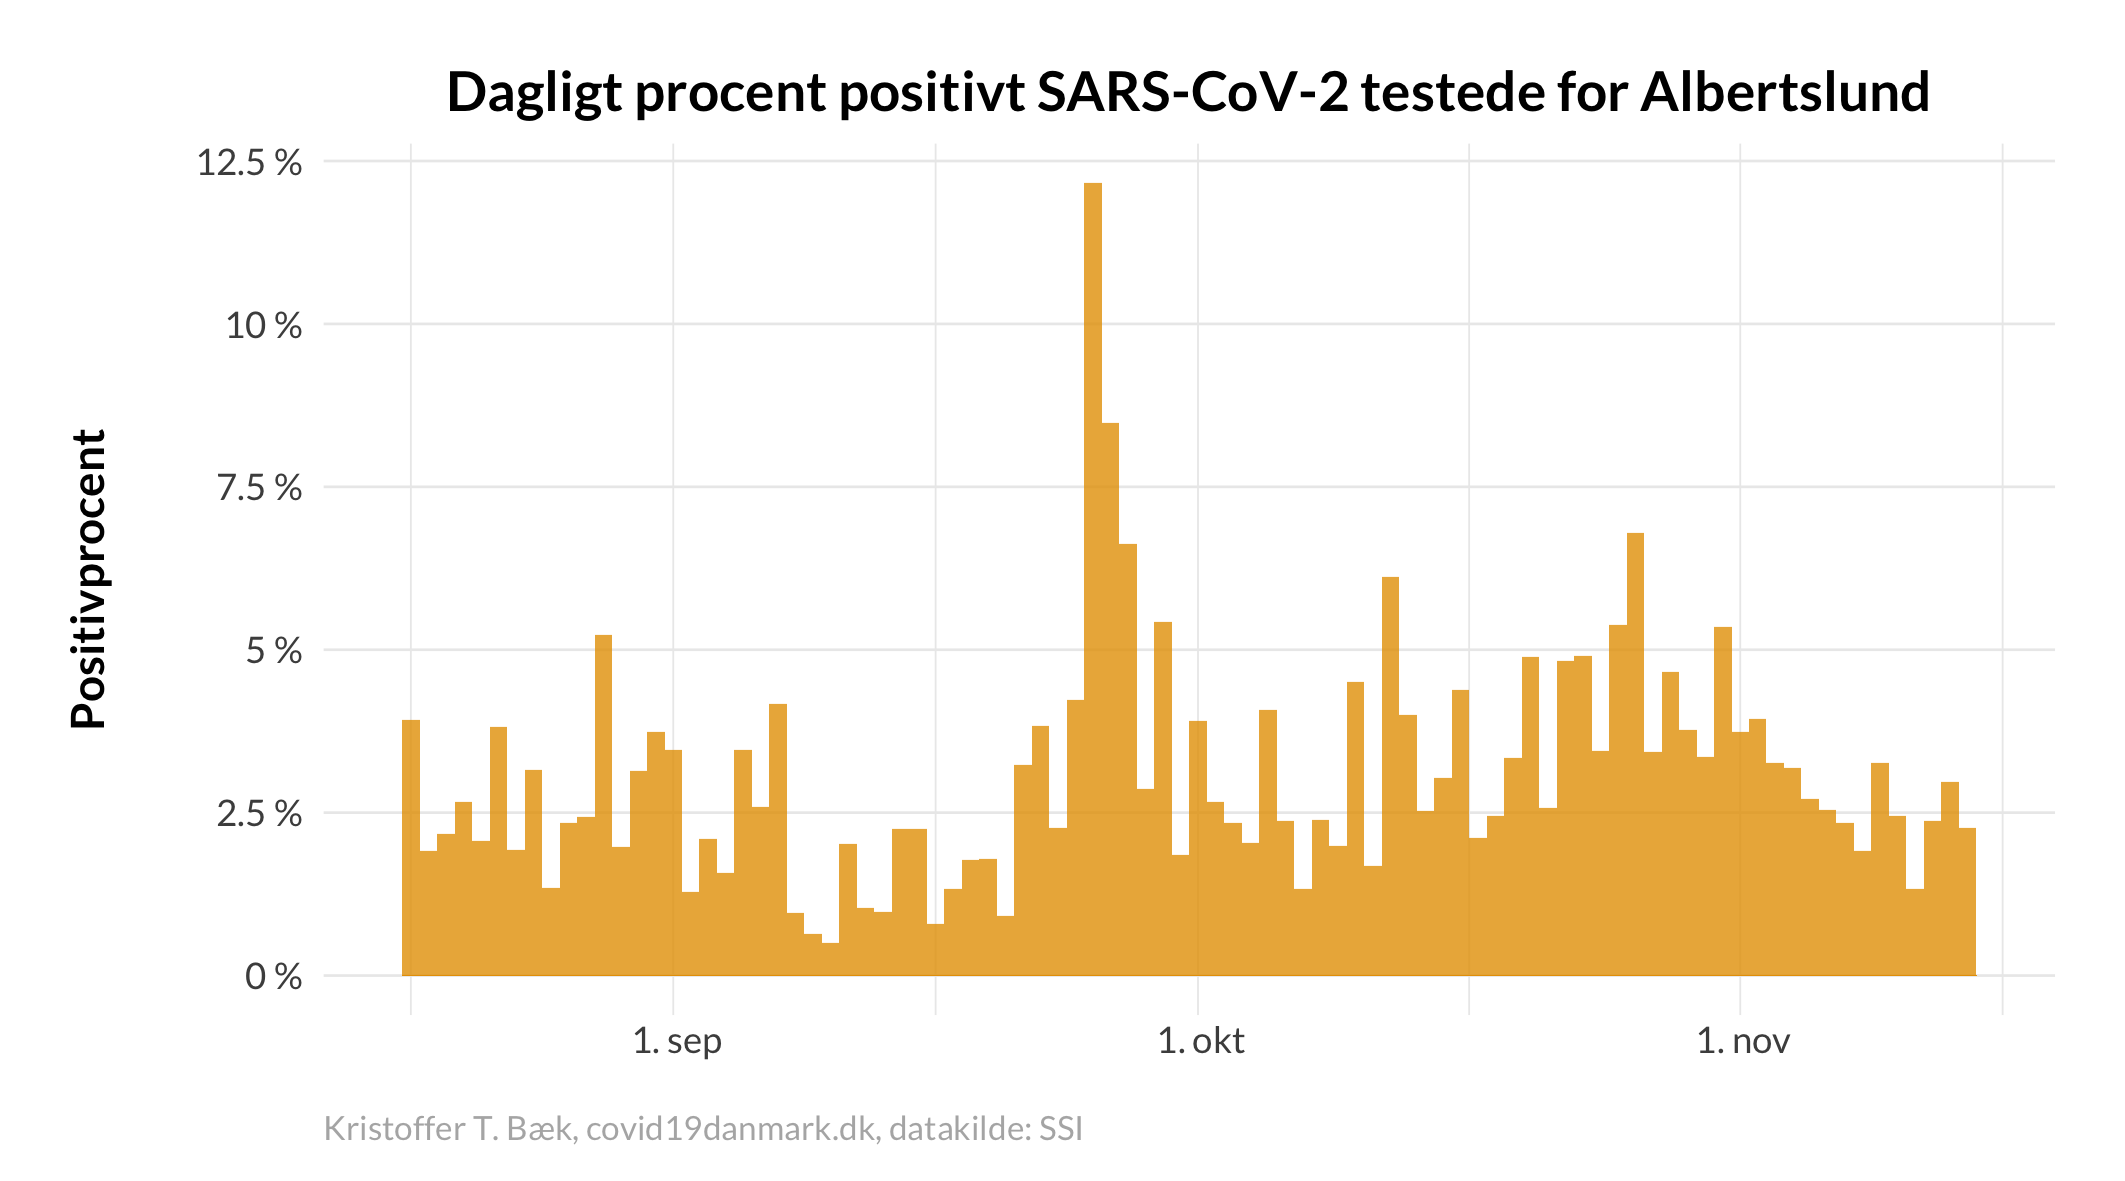 Dagligt procent positivt SARS-CoV-2 testede for Albertslund
Positivprocent
12.5 %
10 %
7.5 %
5 %
2.5 %
0 %
1. sep
1. okt
1. nov
Kristoffer T. Bæk, covid19danmark.dk, datakilde: SSI